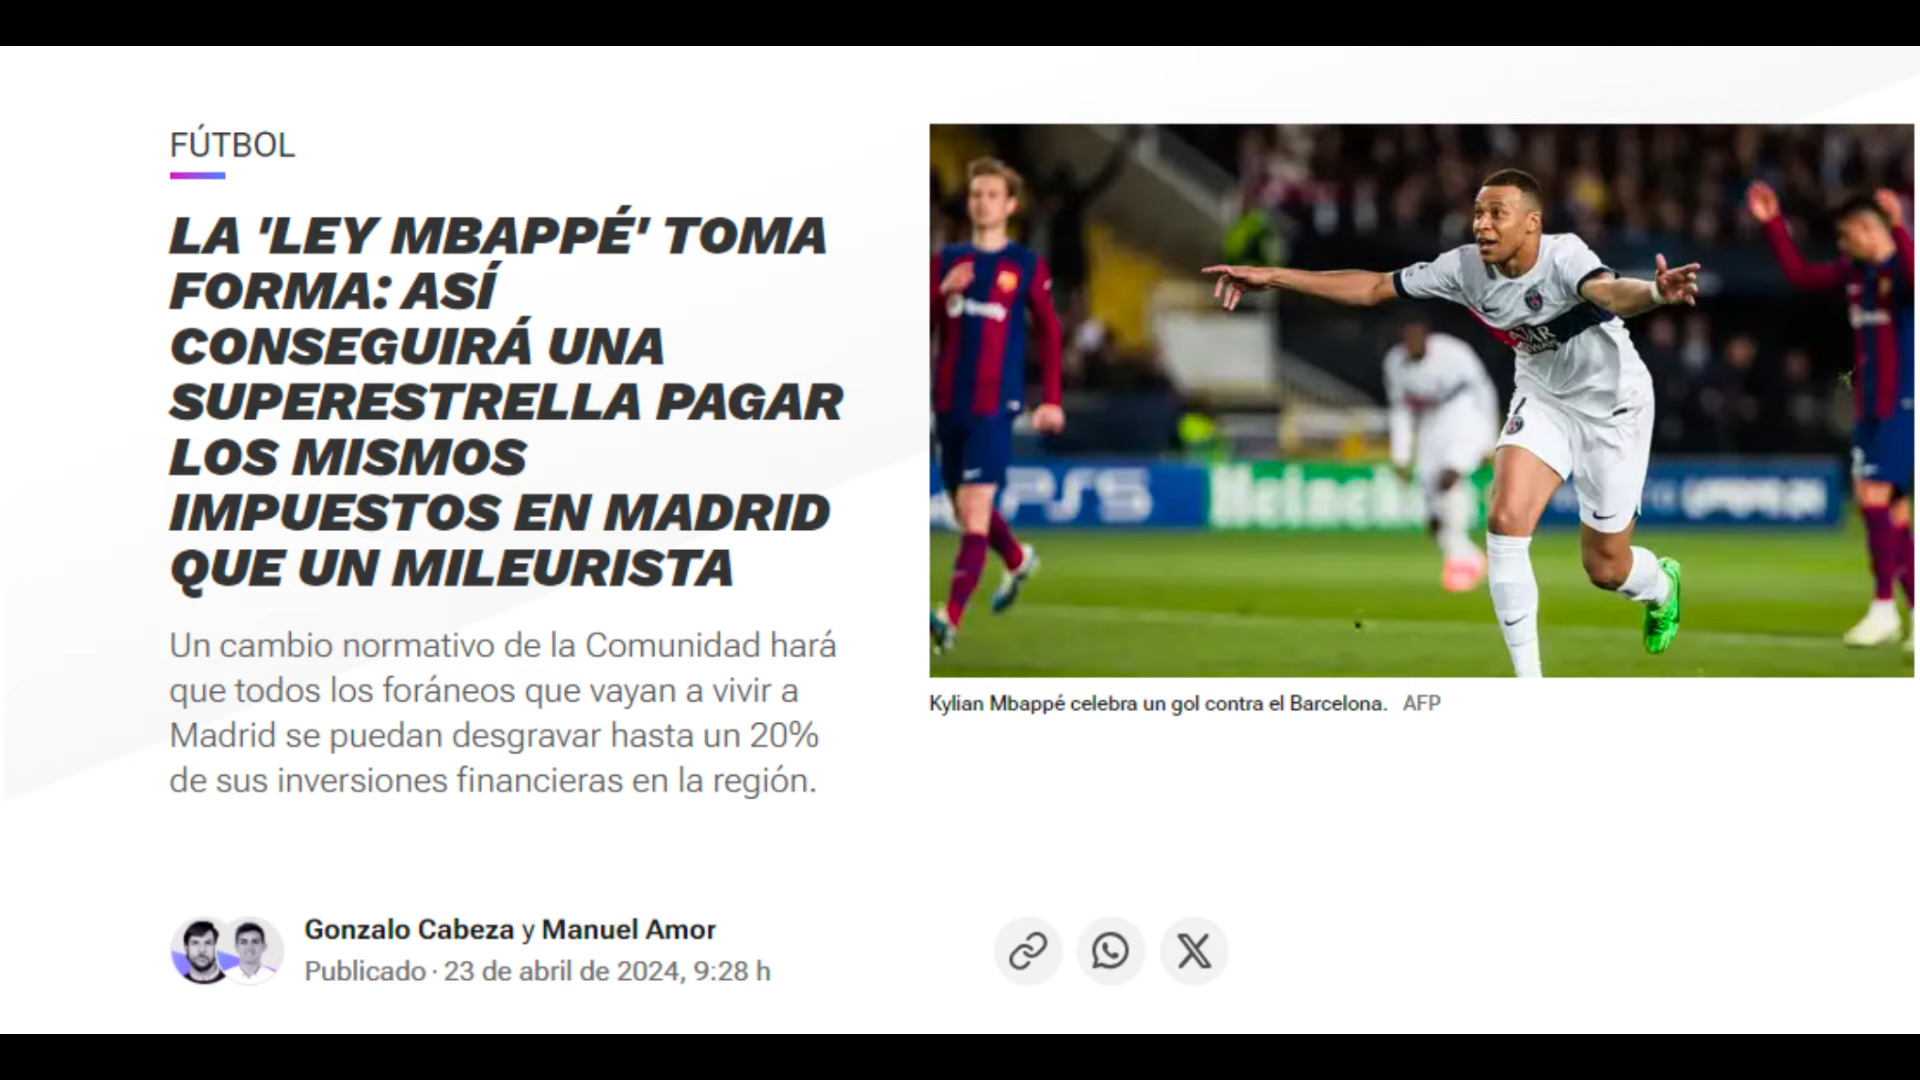 FÚTBOL
LA 'LEY MBAPPÉ' TOMA
FORMA: ASÍ
CONSEGUIRÁ UNA
SUPERESTRELLA PAGAR
LOS MISMOS
IMPUESTOS EN MADRID
QUE UN MILEURISTA
Un cambio normativo de la Comunidad hará
que todos los foráneos que vayan a vivir a
Madrid se puedan desgravar hasta un 20%
de sus inversiones financieras en la región.
PS5
Heineken
Kylian Mbappé celebra un gol contra el Barcelona. AFP
Gonzalo Cabeza y Manuel Amor
Publicado · 23 de abril de 2024, 9:28 h